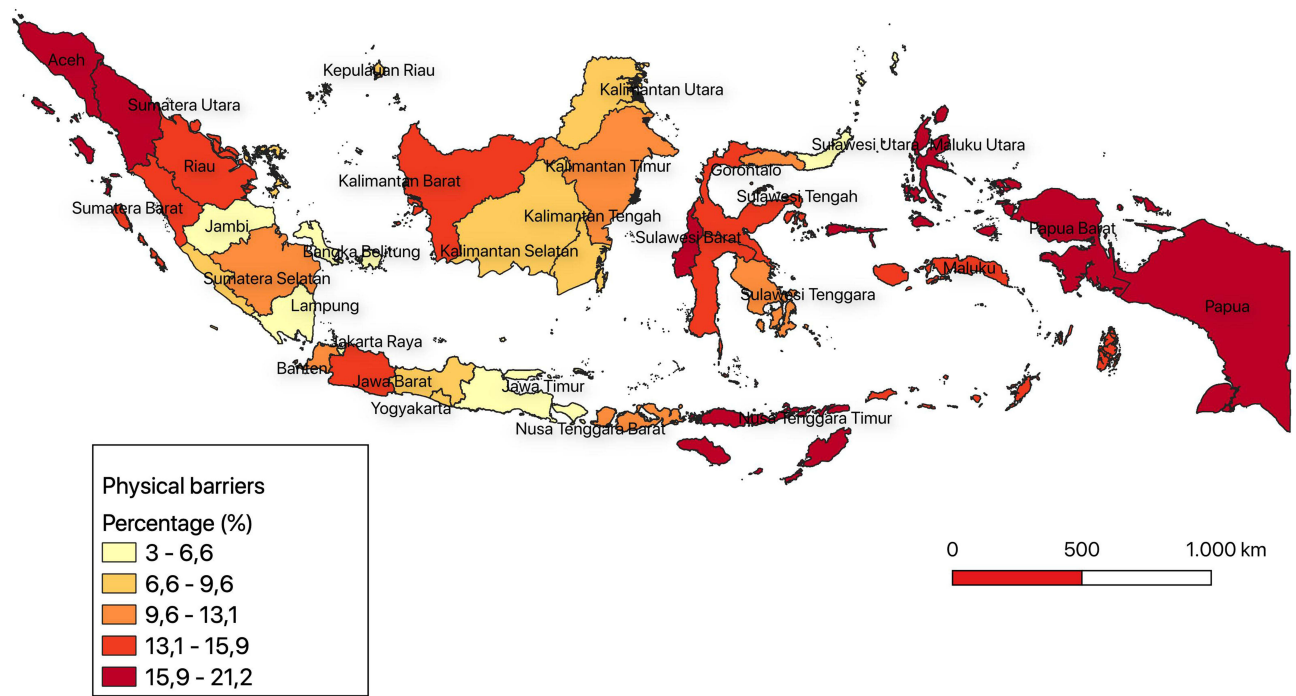 Aceh
Kepulauan Riau
Kalimantan Utara
Sumatera Utara
Sulawesi Utara
Maluku Utara
Riau
Kalimantan Timur
Gorontalo
Kalimantan Barat
Sulawesi Tengah
Sumatera Barat
Kalimantan Tengah
Jambi
Papua Barat
Sulawesi Barat
Bangka Belitung
Kalimantan Selatan
Maluku
Sumatera Selatan
Sulawesi Tenggara
Lampung
Papua
Jakarta Raya
Banten
Jawa Barat
Jawa Timur
Yogyakarta
Nusa Tenggara Timur
Nusa Tenggara Barat
Physical barriers
Percentage (%)
3 - 6,6
6,6 - 9,6
9,6 - 13,1
13,1 - 15,9
15,9 - 21,2
0 500 1.000 km